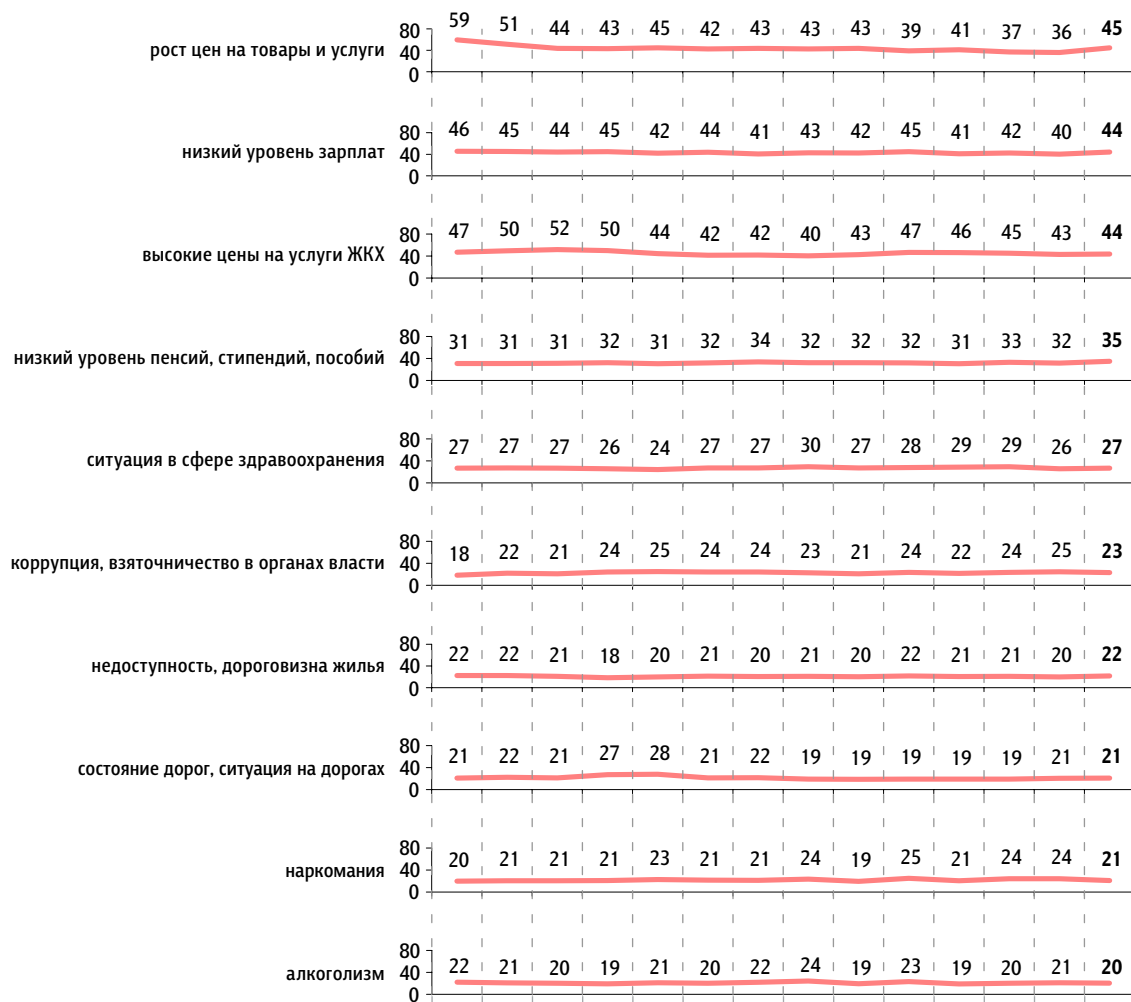 59 51 44 43 45 42 43 43 43 39 41 37 36 45
80
рост цен на товары и услуги
40
0
46 45 44 45 42 44 41 43 42 45 41 42 40 44
80
низкий уровень зарплат
40
0
47 50 52 50 44 42 42 40 43 47 46 45 43 44
80
высокие цены на услуги ЖКХ
40
0
31 31 31 32 31 32 34 32 32 32 31 33 32 35
80
низкий уровень пенсий, стипендий, пособий
40
0
27 27 27 26 24 27 27 30 27 28 29 29 26 27
80
ситуация в сфере здравоохранения
40
0
18 22 21 24 25 24 24 23 21 24 22 24 25 23
80
коррупция, взяточничество в органах власти
40
0
22 22 21 18 20 21 20 21 20 22 21 21 20 22
80
недоступность, дороговизна жилья
40
0
21 22 21 27 28 21 22 19 19 19 19 19 21 21
80
состояние дорог, ситуация на дорогах
40
0
20 21 21 21 23 21 21 24 19 25 21 24 24 21
80
наркомания
40
0
22 21 20 19 21 20 22 24 19 23 19 20 21 20
80
алкоголизм
40
0